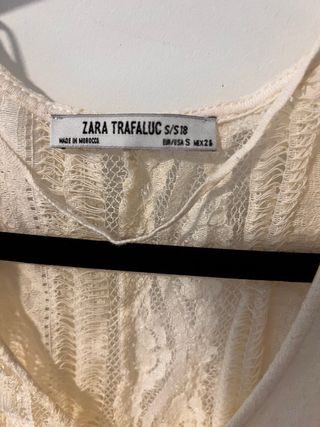 ZARA TRAFALUC S/S18
MADE IN MOROCCO EUR/USA S MEX 26